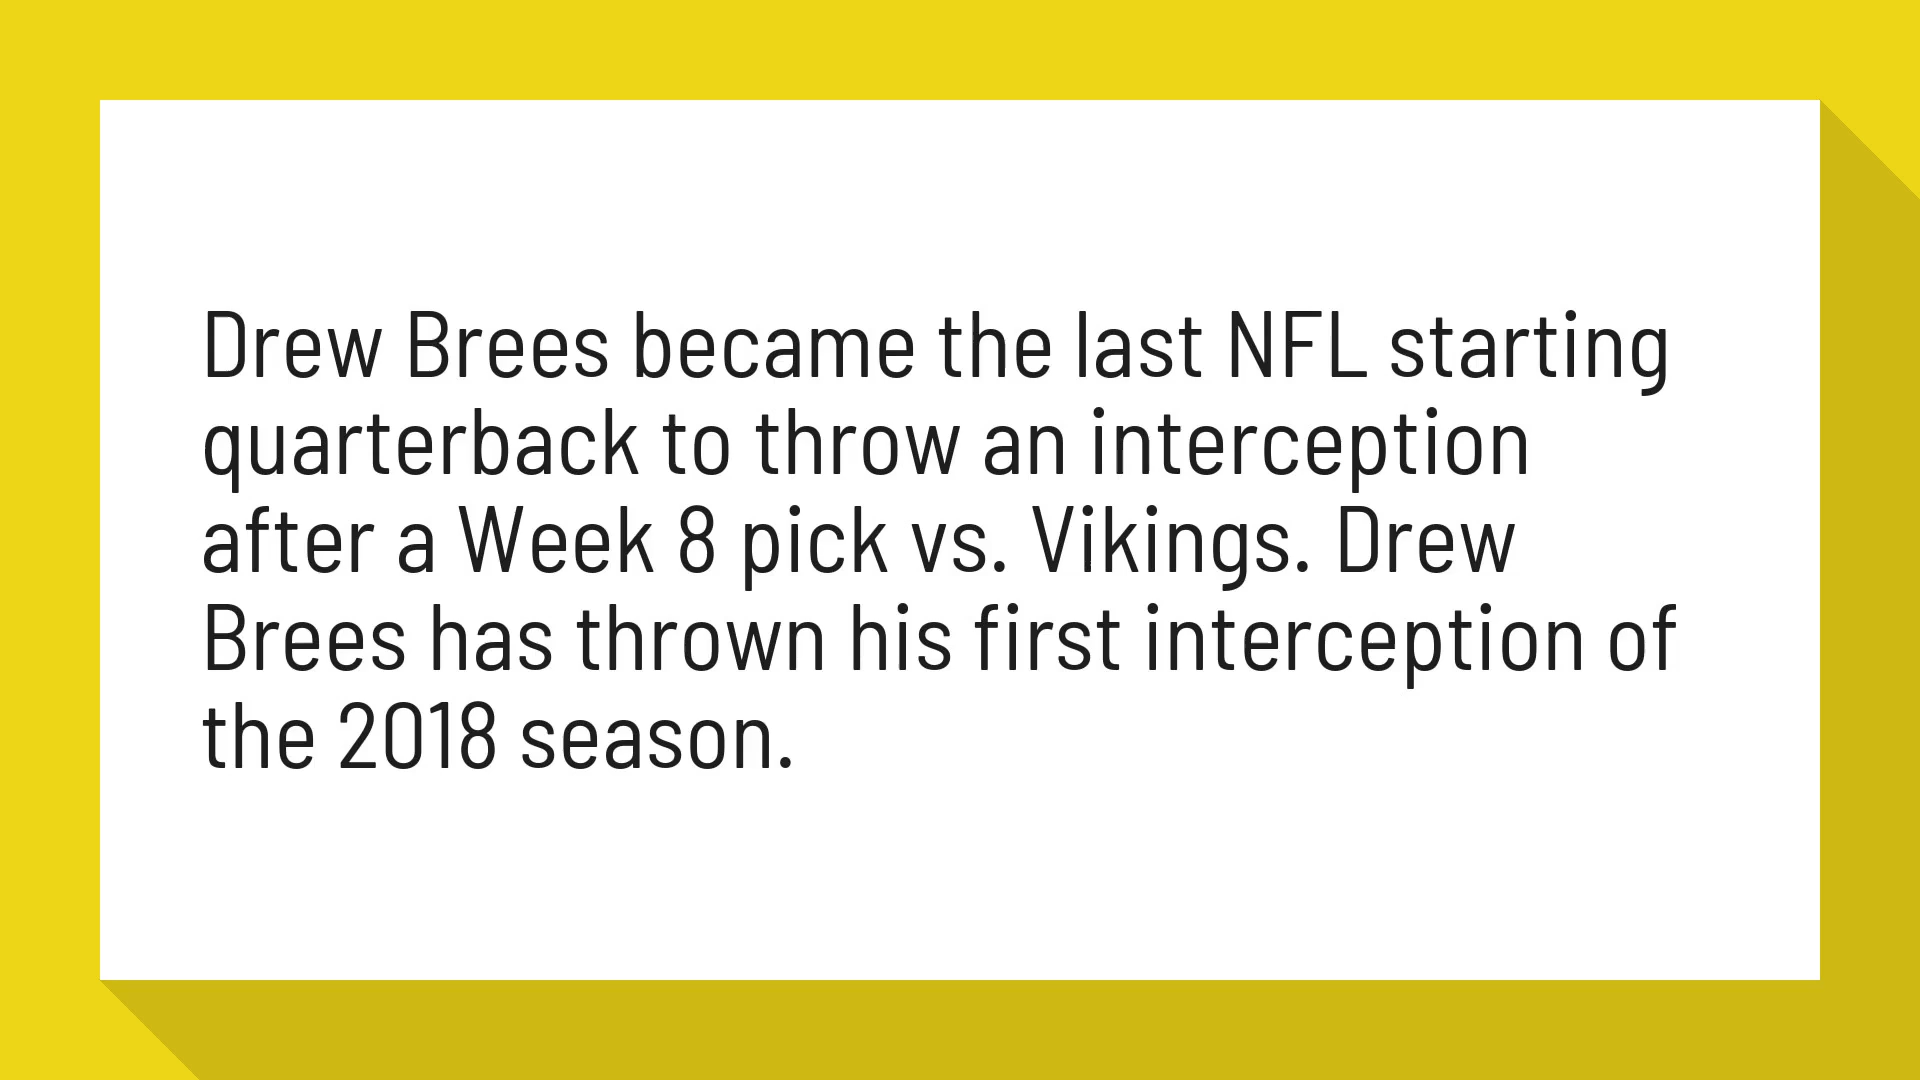 Drew Brees became the last NFL starting
quarterback to throw an interception
after a Week 8 pick vs. Vikings. Drew
Brees has thrown his first interception of
the 2018 season.